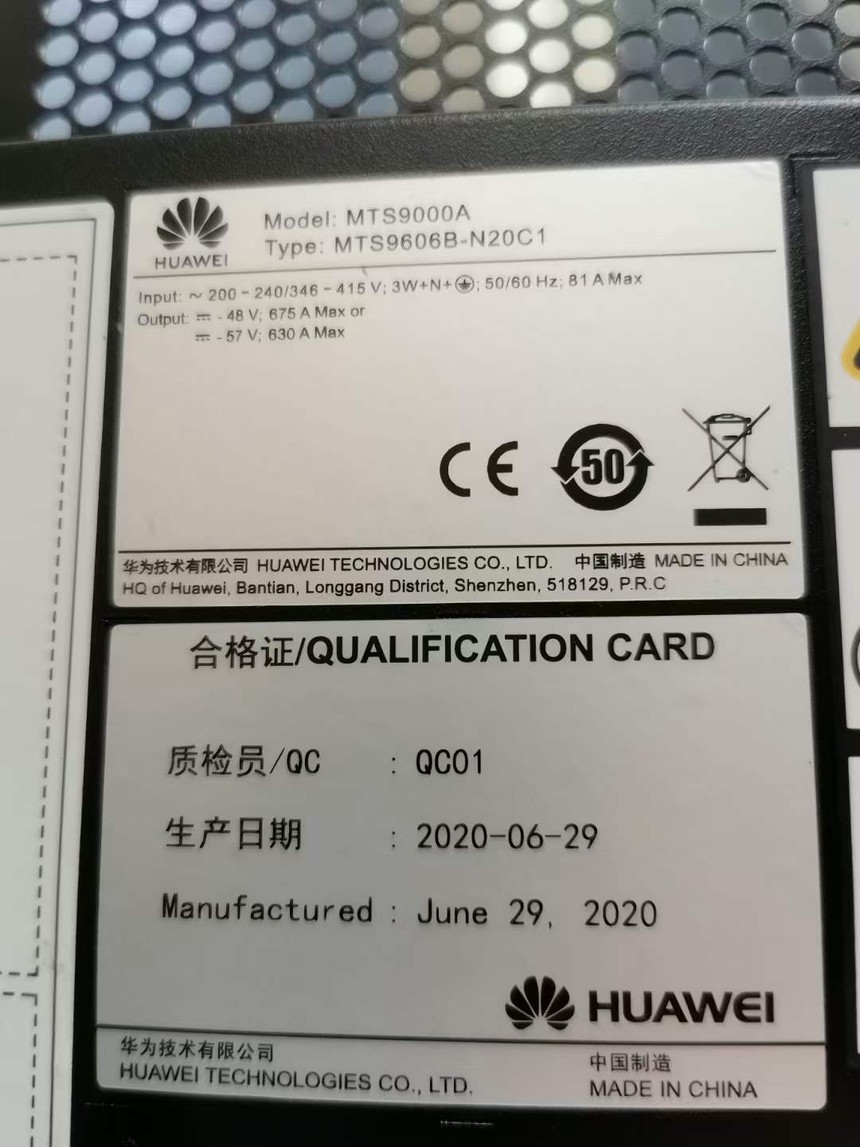 HUAWEI
Model: MTS9000A
Type: MTS9606B-N20C1
Input: ~ 200-240/346-415 V; 3W+N+⏚; 50/60 Hz; 81 A Max
Output: ⎓ -48 V; 675 A Max or
⎓ -57 V; 630 A Max
CE
50
华为技术有限公司 HUAWEI TECHNOLOGIES CO., LTD. 中国制造 MADE IN CHINA
HQ of Huawei, Bantian, Longgang District, Shenzhen, 518129, P.R.C
合格证/QUALIFICATION CARD
质检员/QC : QC01
生产日期 : 2020-06-29
Manufactured : June 29, 2020
HUAWEI
华为技术有限公司 中国制造
HUAWEI TECHNOLOGIES CO., LTD. MADE IN CHINA